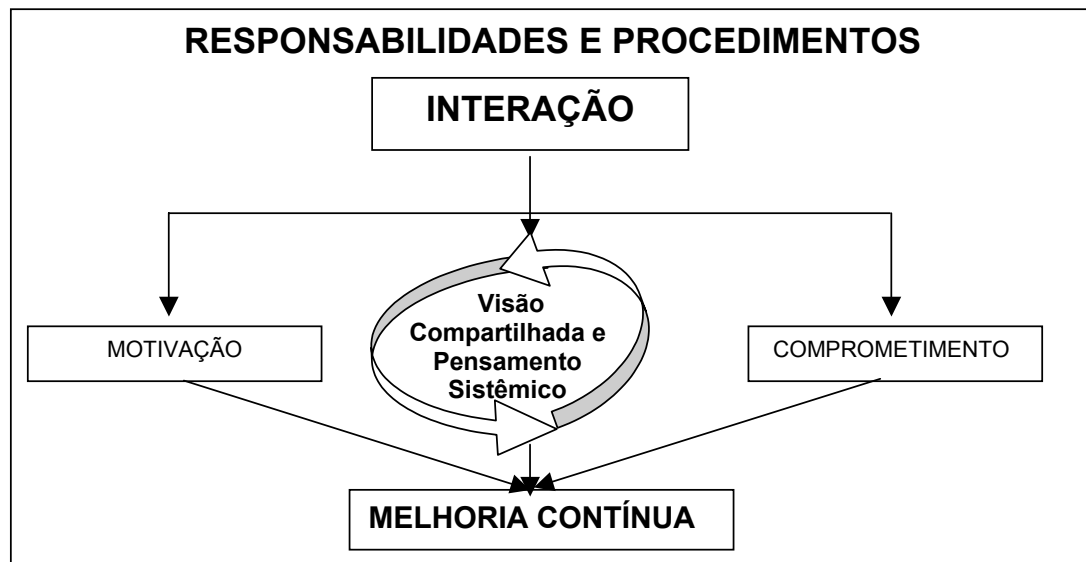 RESPONSABILIDADES E PROCEDIMENTOS
INTERAÇÃO
MOTIVAÇÃO
Visão
Compartilhada e
Pensamento
Sistêmico
COMPROMETIMENTO
MELHORIA CONTÍNUA